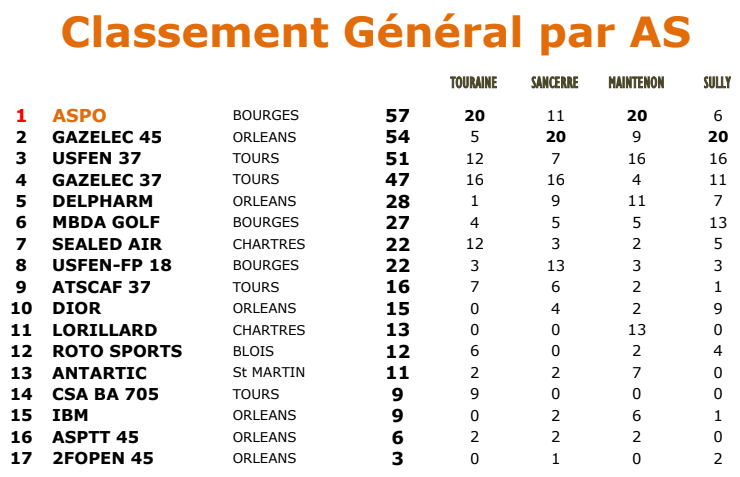 Classement Général par AS
TOURAINE SANCERRE MAINTENON SULLY
1 ASPO BOURGES 57 20 11 20 6
2 GAZELEC 45 ORLEANS 54 5 20 9 20
3 USFEN 37 TOURS 51 12 7 16 16
4 GAZELEC 37 TOURS 47 16 16 4 11
5 DELPHARM ORLEANS 28 1 9 11 7
6 MBDA GOLF BOURGES 27 4 5 5 13
7 SEALED AIR CHARTRES 22 12 3 2 5
8 USFEN-FP 18 BOURGES 22 3 13 3 3
9 ATSCAF 37 TOURS 16 7 6 2 1
10 DIOR ORLEANS 15 0 4 2 9
11 LORILLARD CHARTRES 13 0 0 13 0
12 ROTO SPORTS BLOIS 12 6 0 2 4
13 ANTARTIC St MARTIN 11 2 2 7 0
14 CSA BA 705 TOURS 9 9 0 0 0
15 IBM ORLEANS 9 0 2 6 1
16 ASPTT 45 ORLEANS 6 2 2 2 0
17 2FOPEN 45 ORLEANS 3 0 1 0 2